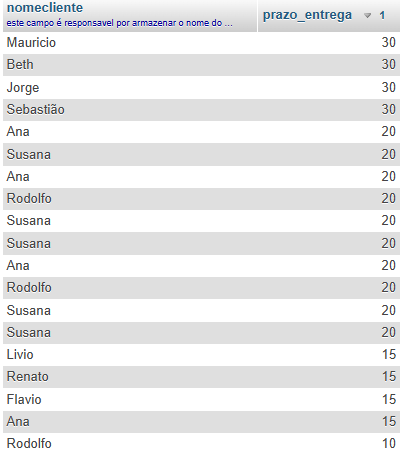 nomecliente
este campo é responsavel por armazenar o nome do ...
prazo_entrega 1
Mauricio 30
Beth 30
Jorge 30
Sebastião 30
Ana 20
Susana 20
Ana 20
Rodolfo 20
Susana 20
Susana 20
Ana 20
Rodolfo 20
Susana 20
Susana 20
Livio 15
Renato 15
Flavio 15
Ana 15
Rodolfo 10